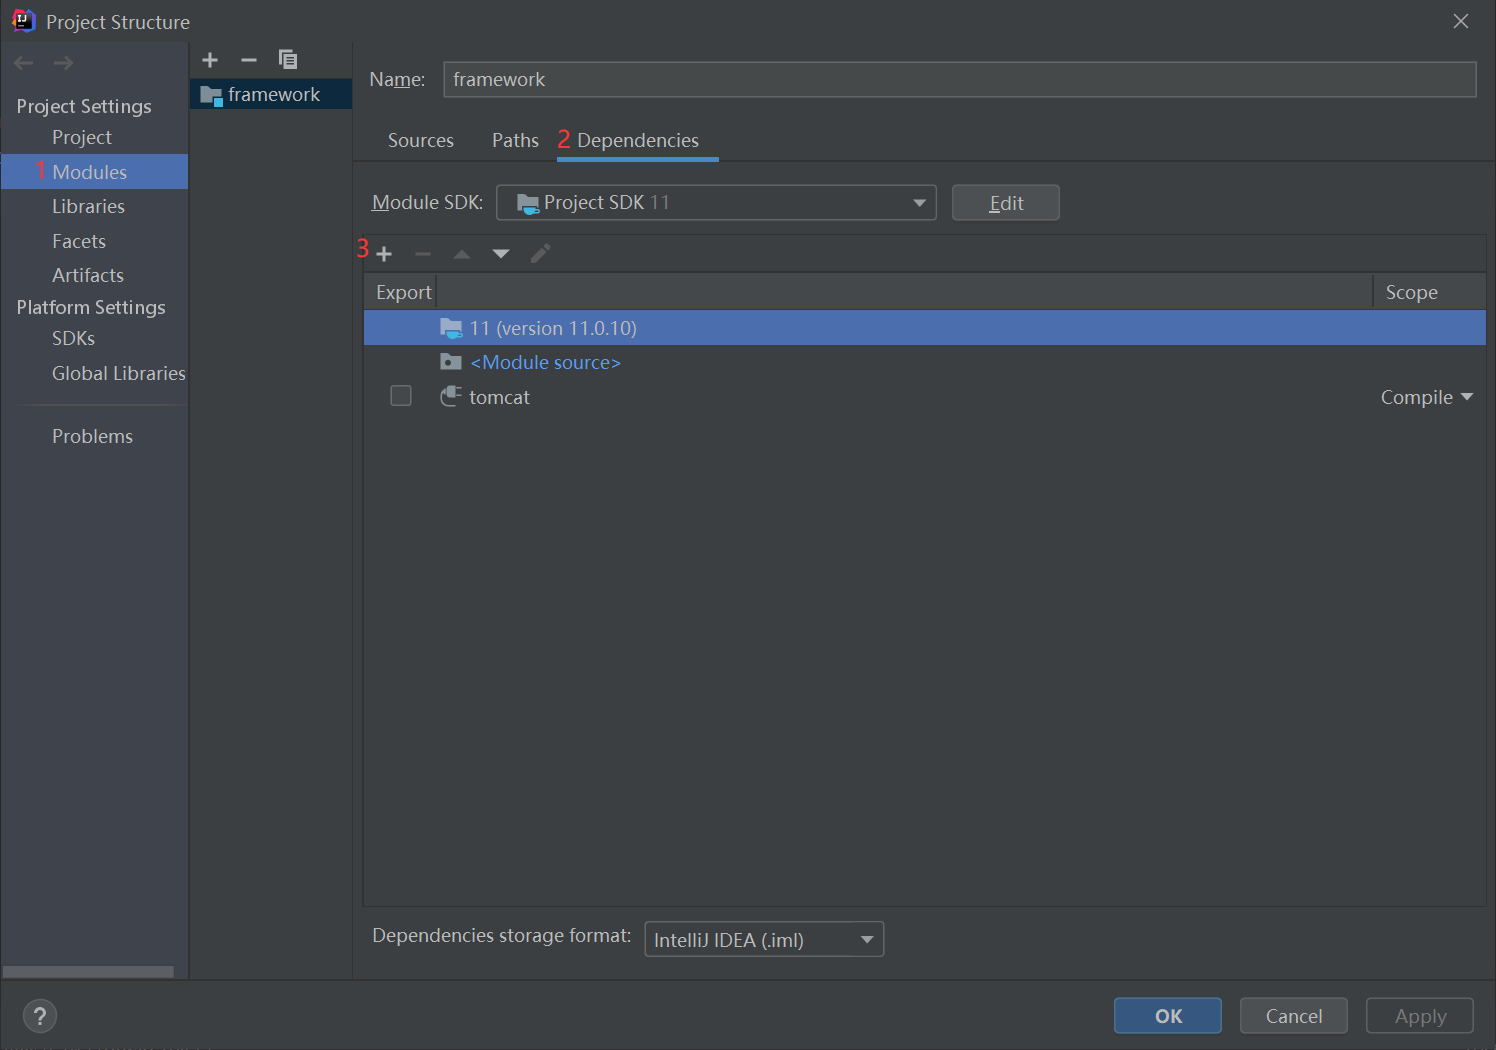 Project Structure
Project Settings
Project
1 Modules
Libraries
Facets
Artifacts
Platform Settings
SDKs
Global Libraries
Problems
framework
Name: framework
Sources Paths 2 Dependencies
Module SDK: Project SDK 11 Edit
3
Export Scope
11 (version 11.0.10)
<Module source>
tomcat Compile
Dependencies storage format: IntelliJ IDEA (.iml)
? OK Cancel Apply